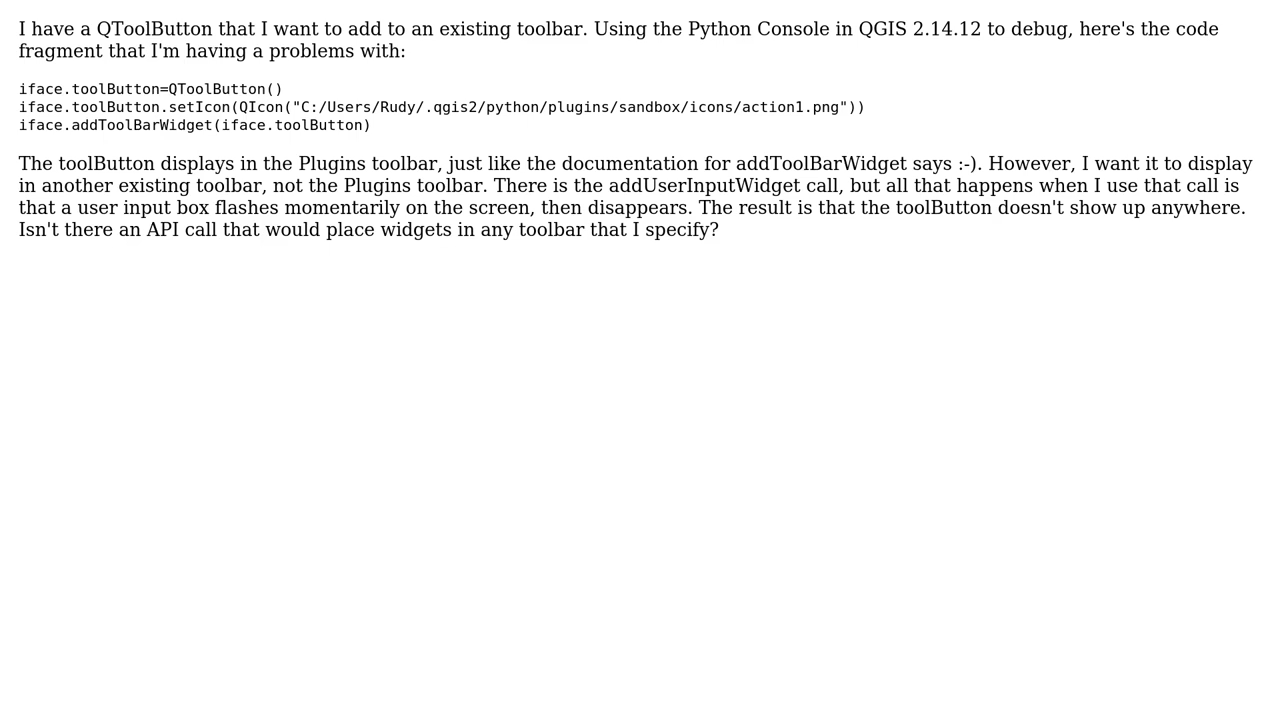 I have a QToolButton that I want to add to an existing toolbar. Using the Python Console in QGIS 2.14.12 to debug, here's the code
fragment that I'm having a problems with:
iface.toolButton=QToolButton()
iface.toolButton.setIcon(QIcon("C:/Users/Rudy/.qgis2/python/plugins/sandbox/icons/action1.png"))
iface.addToolBarWidget(iface.toolButton)
The toolButton displays in the Plugins toolbar, just like the documentation for addToolBarWidget says :-). However, I want it to display
in another existing toolbar, not the Plugins toolbar. There is the addUserInputWidget call, but all that happens when I use that call is
that a user input box flashes momentarily on the screen, then disappears. The result is that the toolButton doesn't show up anywhere.
Isn't there an API call that would place widgets in any toolbar that I specify?